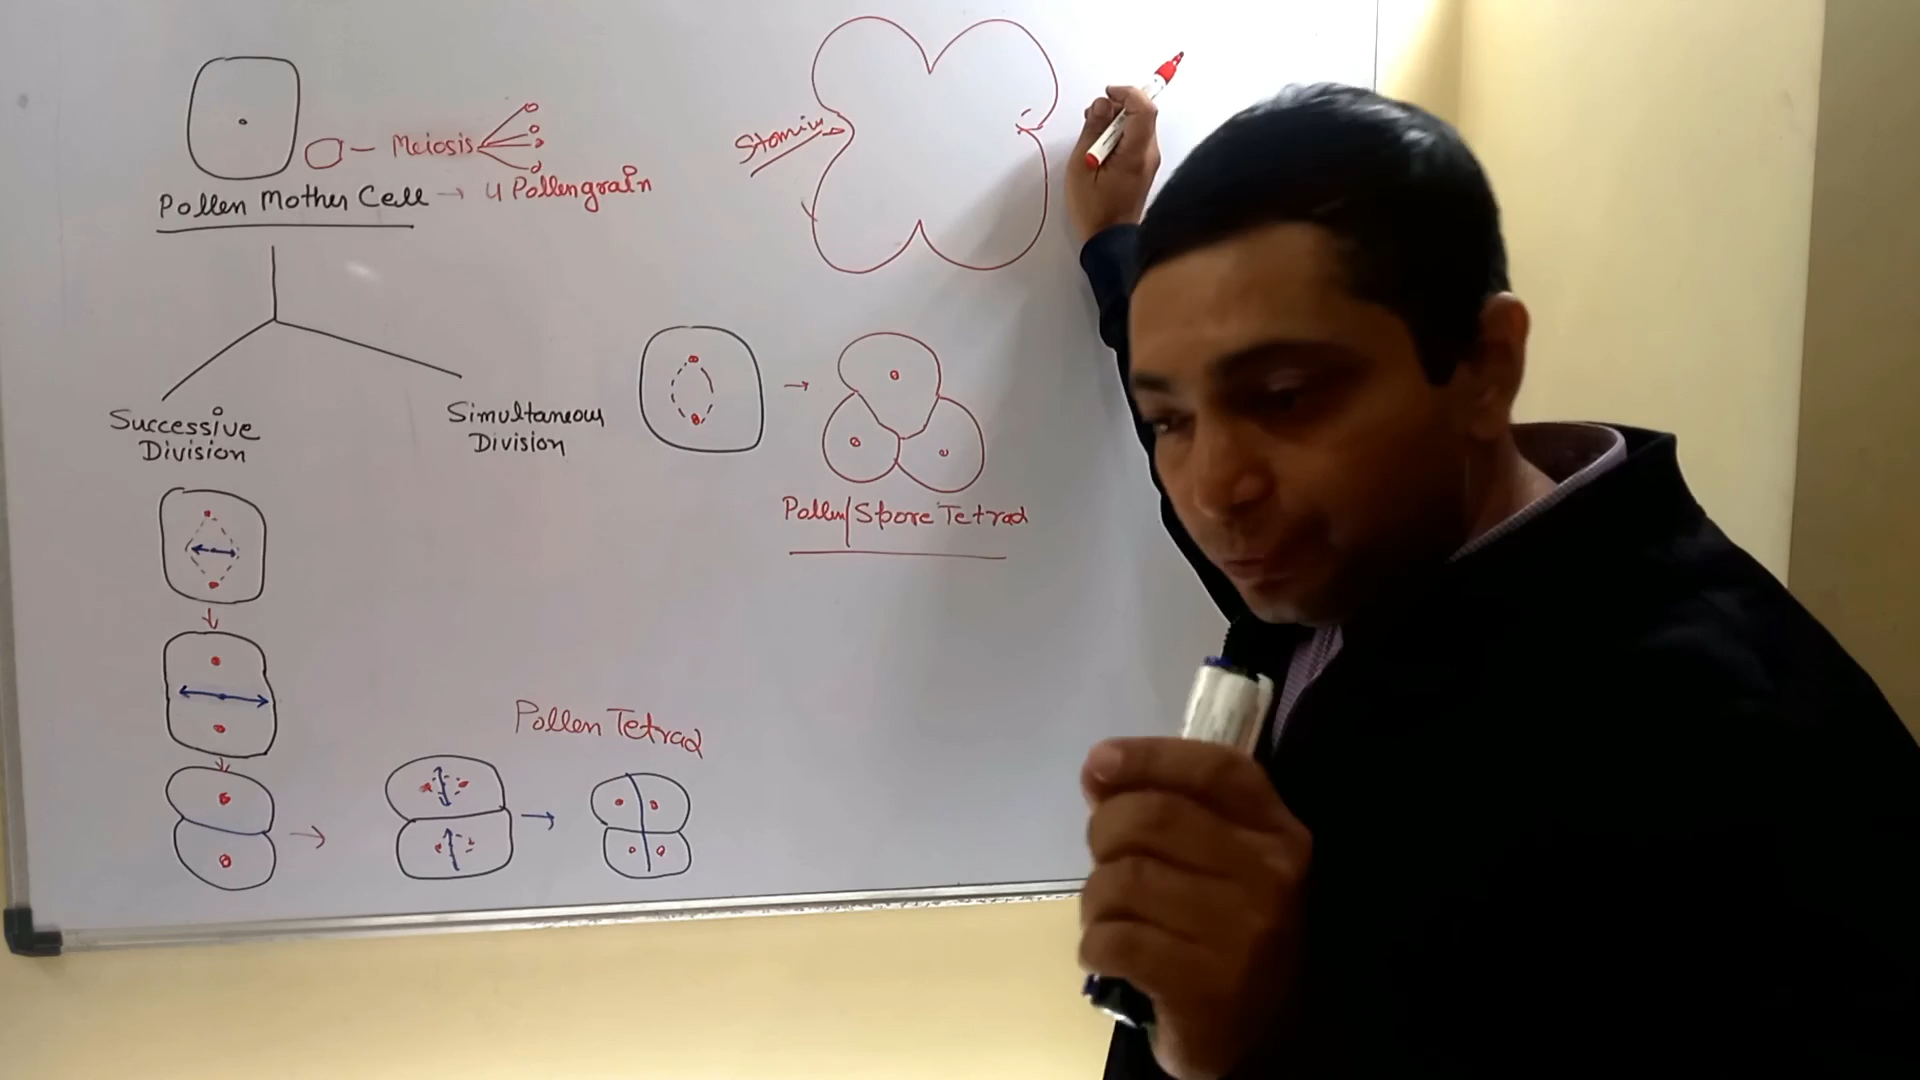 Meiosis
Pollen Mother Cell → 4 Pollengrain
Stomium
Successive
Division
Simultaneous
Division
Pollen/Spore Tetrad
Pollen Tetrad